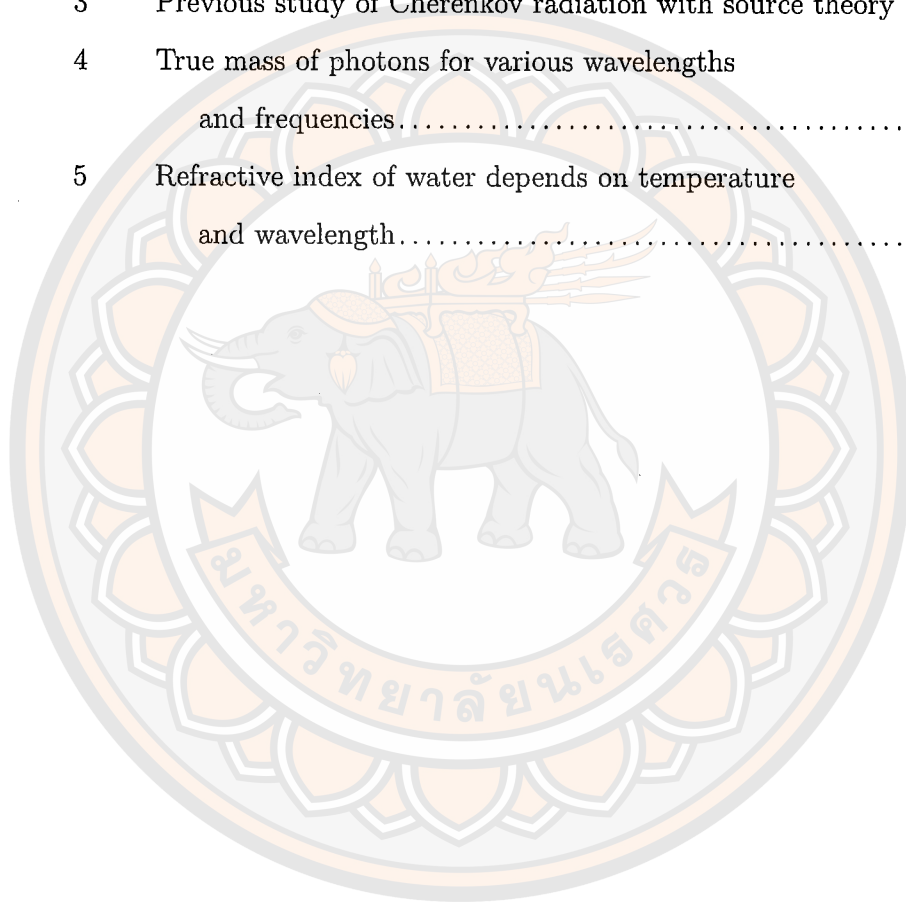 3 Previous study of Cherenkov radiation with source theory
4 True mass of photons for various wavelengths
and frequencies........................................
5 Refractive index of water depends on temperature
and wavelength........................................
มหาวิทยาลัยนเรศวร